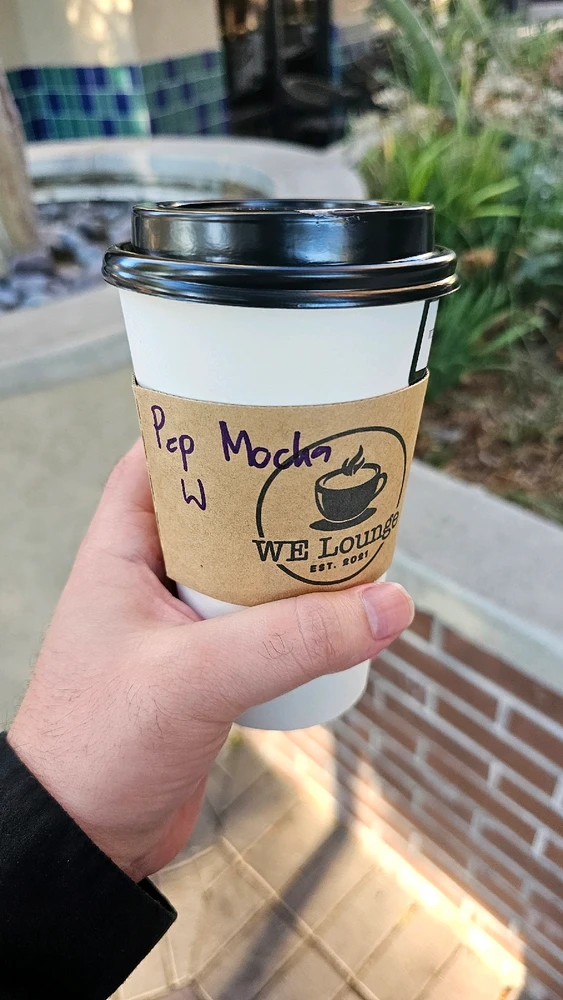 Pep Mocha
W
WE Lounge
EST. 2021